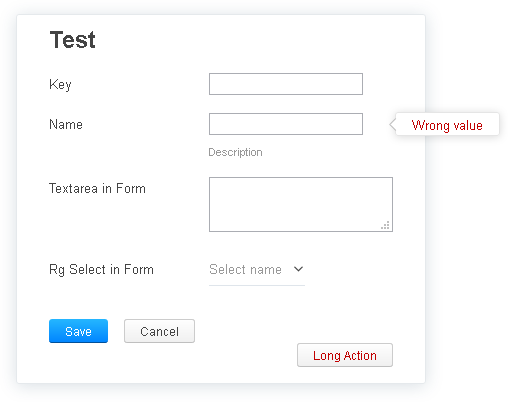 Test
Key
Name
Wrong value
Description
Textarea in Form
Rg Select in Form
Select name
Save
Cancel
Long Action